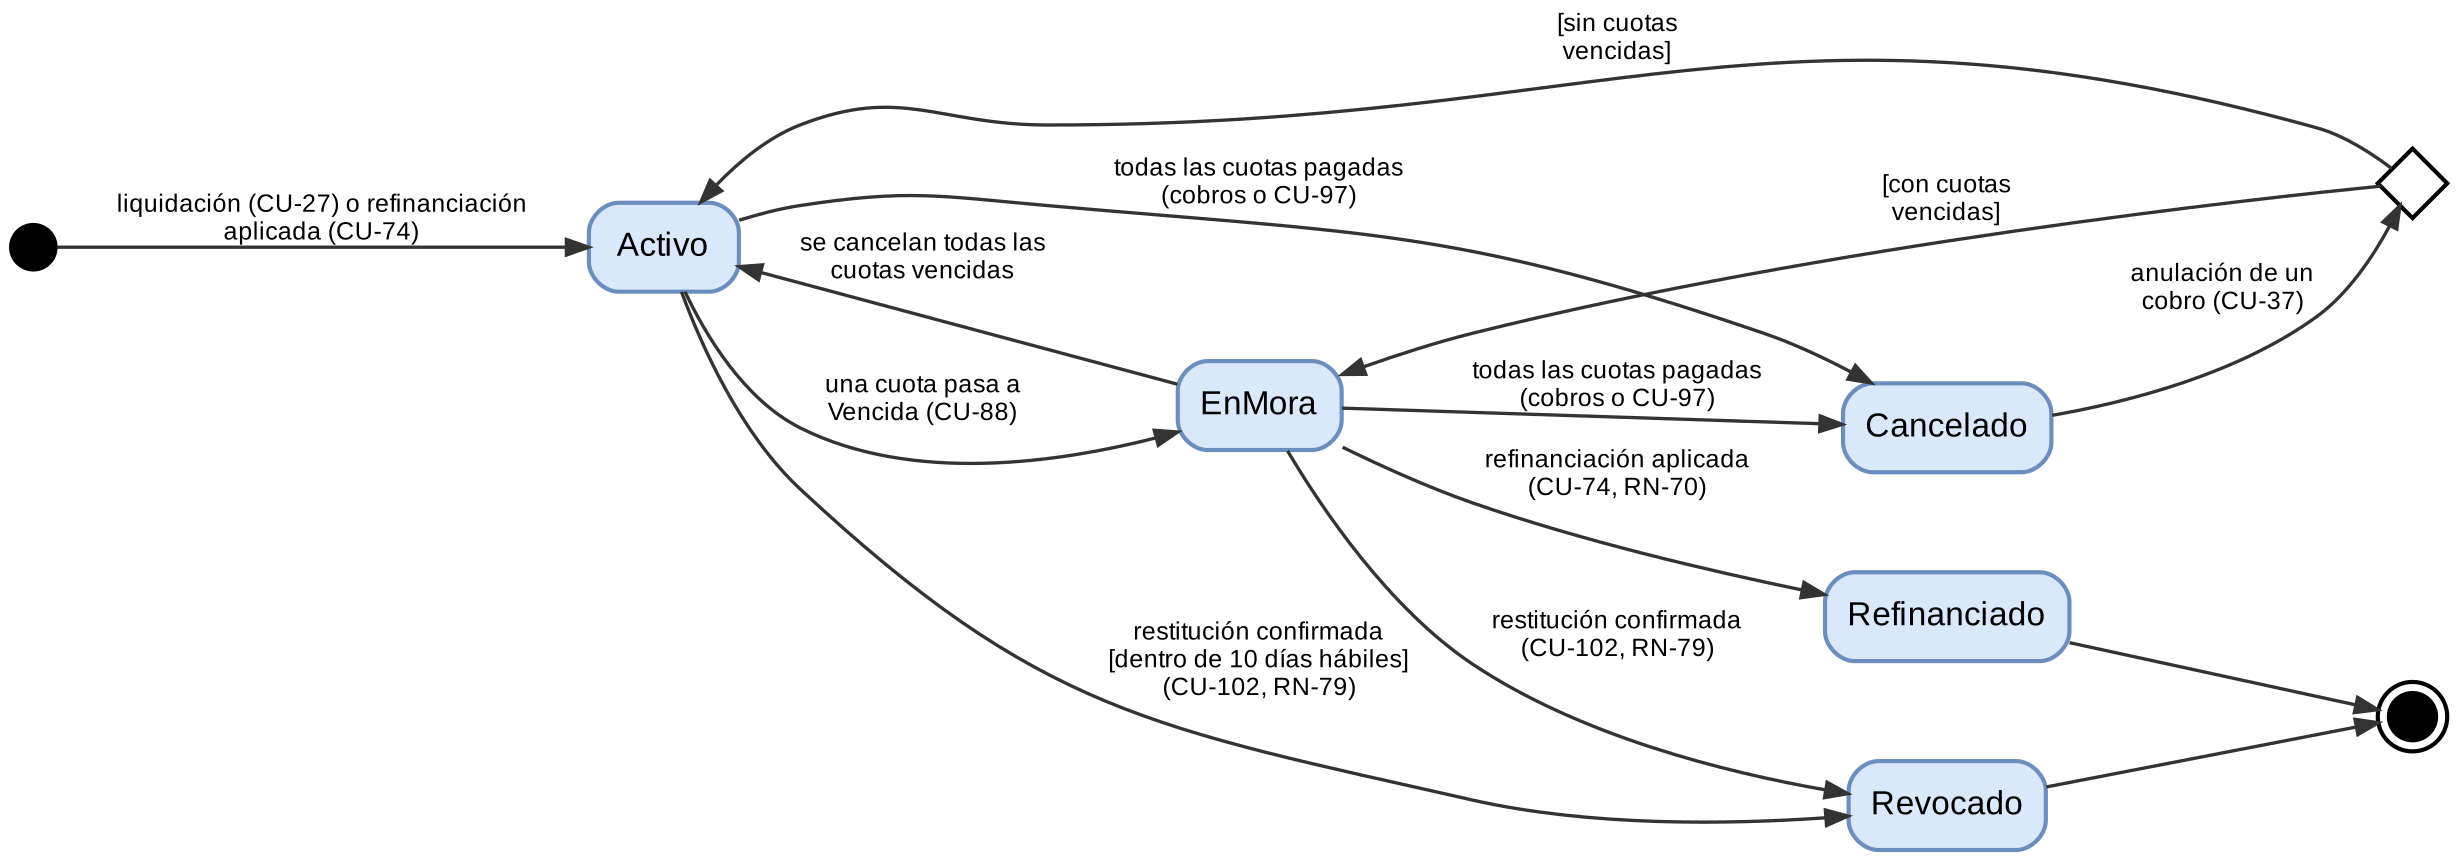 [sin cuotas
vencidas]
todas las cuotas pagadas
(cobros o CU-97)
[con cuotas
vencidas]
liquidación (CU-27) o refinanciación
aplicada (CU-74)
Activo
se cancelan todas las
cuotas vencidas
anulación de un
cobro (CU-37)
una cuota pasa a
Vencida (CU-88)
EnMora
todas las cuotas pagadas
(cobros o CU-97)
Cancelado
refinanciación aplicada
(CU-74, RN-70)
restitución confirmada
[dentro de 10 días hábiles]
(CU-102, RN-79)
restitución confirmada
(CU-102, RN-79)
Refinanciado
Revocado